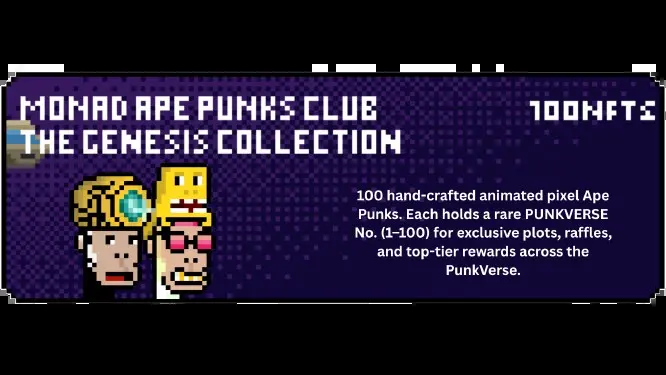 MONAD APE PUNKS CLUB
100NFTS
THE GENESIS COLLECTION
100 hand-crafted animated pixel Ape
Punks. Each holds a rare PUNKVERSE
No. (1–100) for exclusive plots, raffles,
and top-tier rewards across the
PunkVerse.